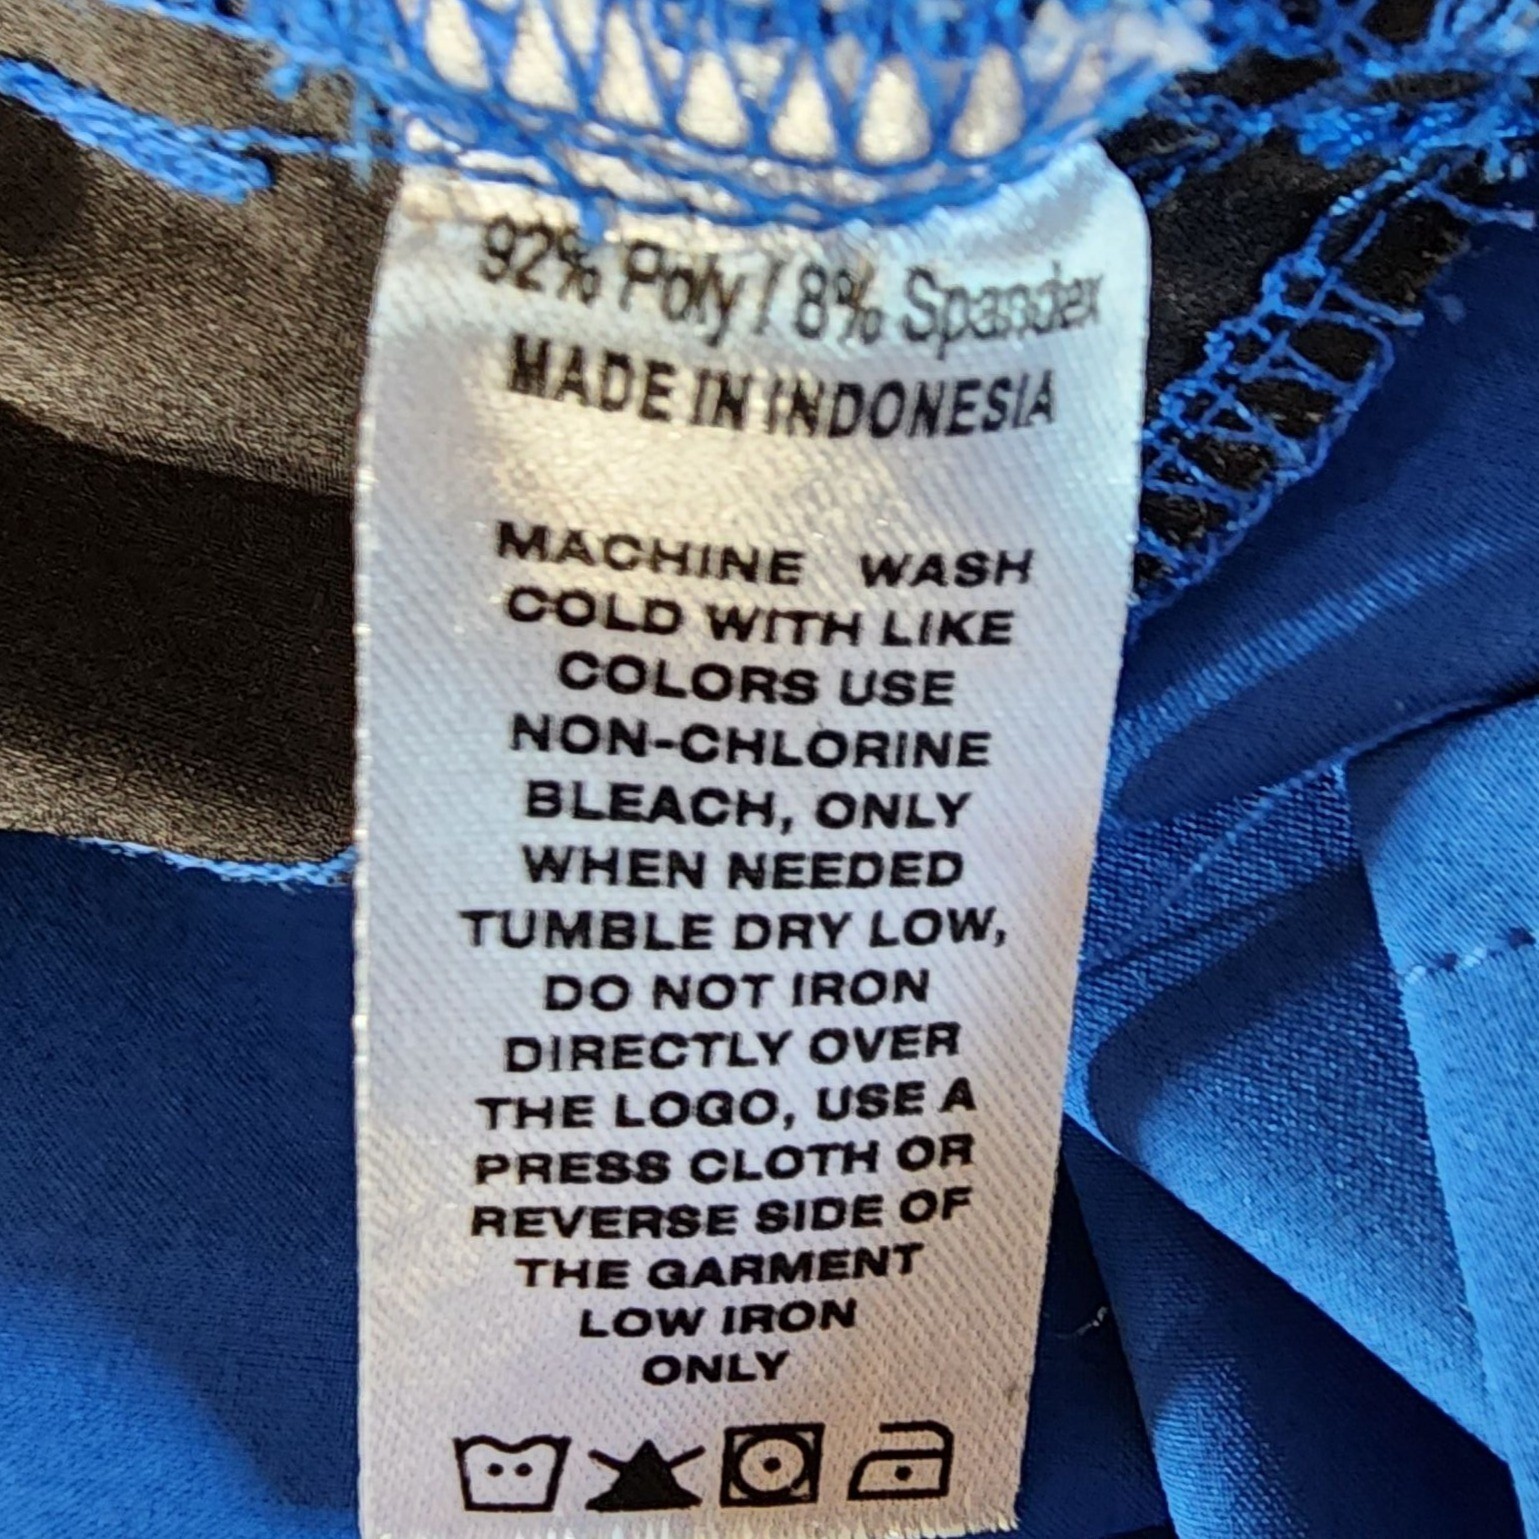 92% Poly / 8% Spandex
MADE IN INDONESIA
MACHINE WASH
COLD WITH LIKE
COLORS USE
NON-CHLORINE
BLEACH, ONLY
WHEN NEEDED
TUMBLE DRY LOW,
DO NOT IRON
DIRECTLY OVER
THE LOGO, USE A
PRESS CLOTH OR
REVERSE SIDE OF
THE GARMENT
LOW IRON
ONLY